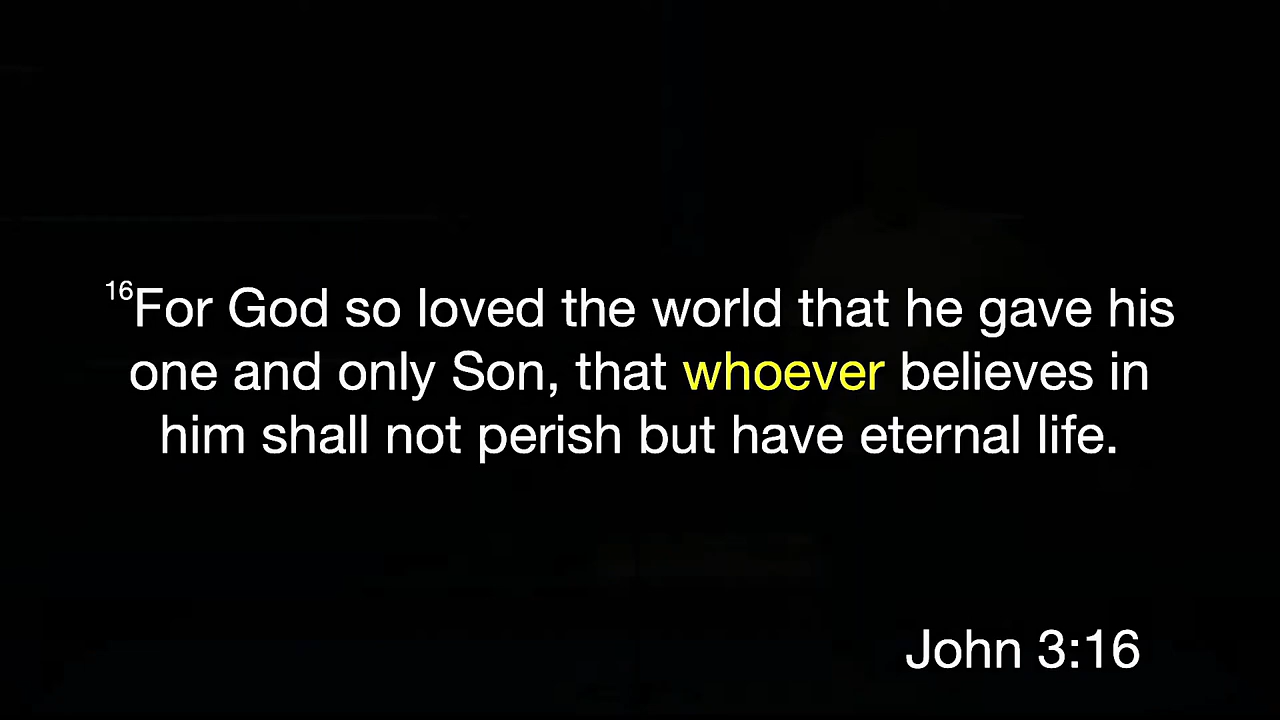 16For God so loved the world that he gave his
one and only Son, that whoever believes in
him shall not perish but have eternal life.
John 3:16